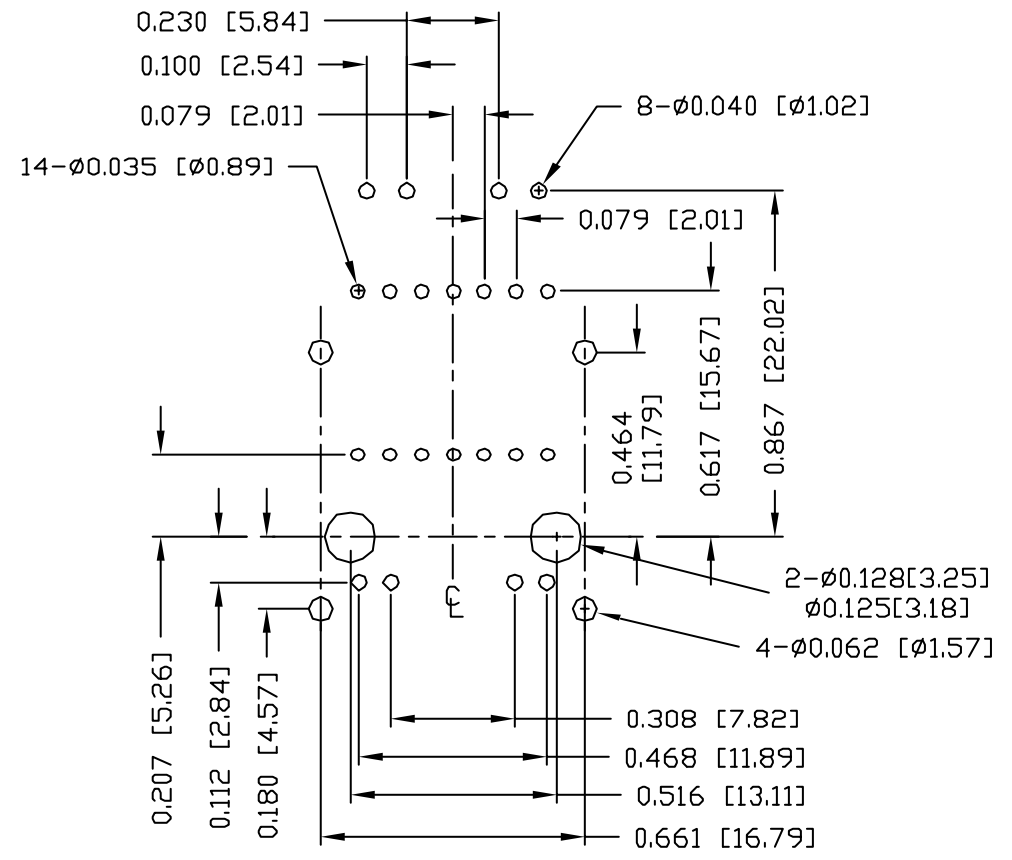 0.230 [5.84]
0.100 [2.54]
0.079 [2.01]
8-ø0.040 [ø1.02]
14-ø0.035 [ø0.89]
0.079 [2.01]
0.867 [22.02]
0.617 [15.67]
0.464
[11.79]
2-ø0.128[3.25]
ø0.125[3.18]
CL
4-ø0.062 [ø1.57]
0.207 [5.26]
0.112 [2.84]
0.180 [4.57]
0.308 [7.82]
0.468 [11.89]
0.516 [13.11]
0.661 [16.79]